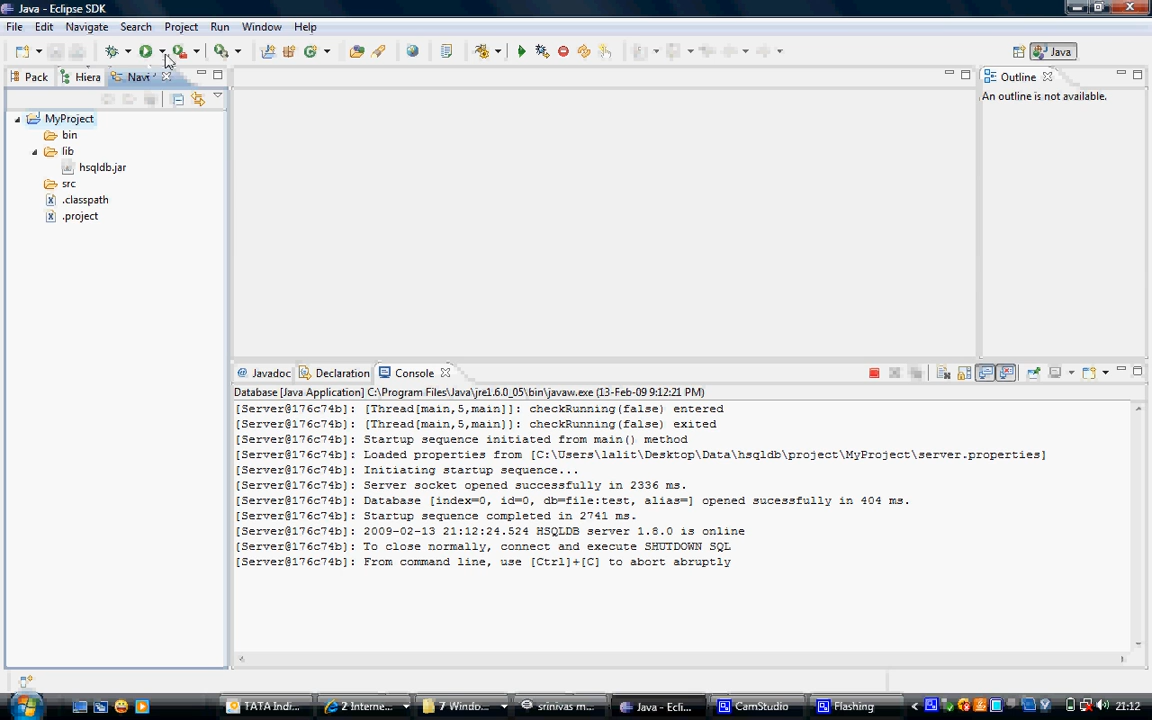 Java - Eclipse SDK
File Edit Navigate Search Project Run Window Help
Java
Pack Hiera Navi
Outline
An outline is not available.
MyProject
bin
lib
hsqldb.jar
src
.classpath
.project
@ Javadoc Declaration Console
Database [Java Application] C:\Program Files\Java\jre1.6.0_05\bin\javaw.exe (13-Feb-09 9:12:21 PM)
[Server@176c74b]: [Thread[main,5,main]]: checkRunning(false) entered
[Server@176c74b]: [Thread[main,5,main]]: checkRunning(false) exited
[Server@176c74b]: Startup sequence initiated from main() method
[Server@176c74b]: Loaded properties from [C:\Users\lalit\Desktop\Data\hsqldb\project\MyProject\server.properties]
[Server@176c74b]: Initiating startup sequence...
[Server@176c74b]: Server socket opened successfully in 2336 ms.
[Server@176c74b]: Database [index=0, id=0, db=file:test, alias=] opened sucessfully in 404 ms.
[Server@176c74b]: Startup sequence completed in 2741 ms.
[Server@176c74b]: 2009-02-13 21:12:24.524 HSQLDB server 1.8.0 is online
[Server@176c74b]: To close normally, connect and execute SHUTDOWN SQL
[Server@176c74b]: From command line, use [Ctrl]+[C] to abort abruptly
TATA Indi... 2 Interne... 7 Windo... srinivas m... Java - Ecli... CamStudio Flashing 21:12